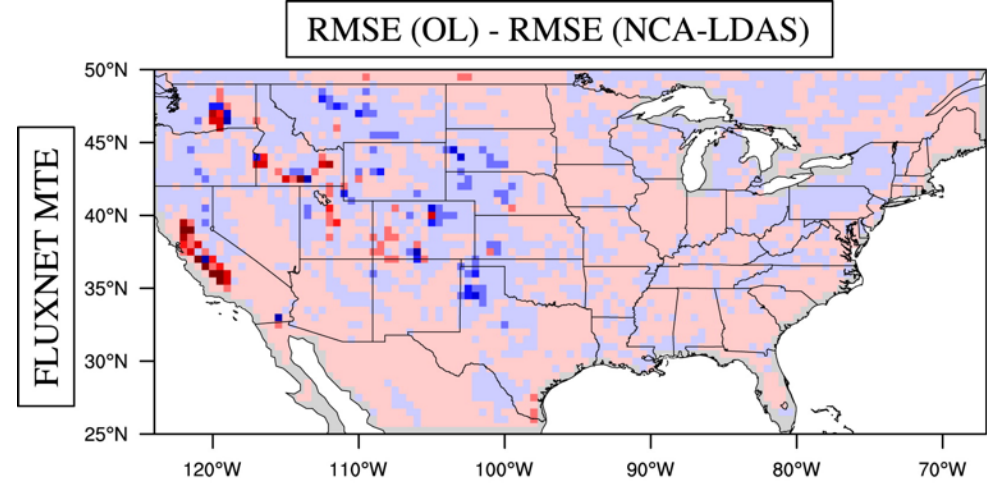 RMSE (OL) - RMSE (NCA-LDAS)
FLUXNET MTE
50°N
45°N
40°N
35°N
30°N
25°N
120°W 110°W 100°W 90°W 80°W 70°W